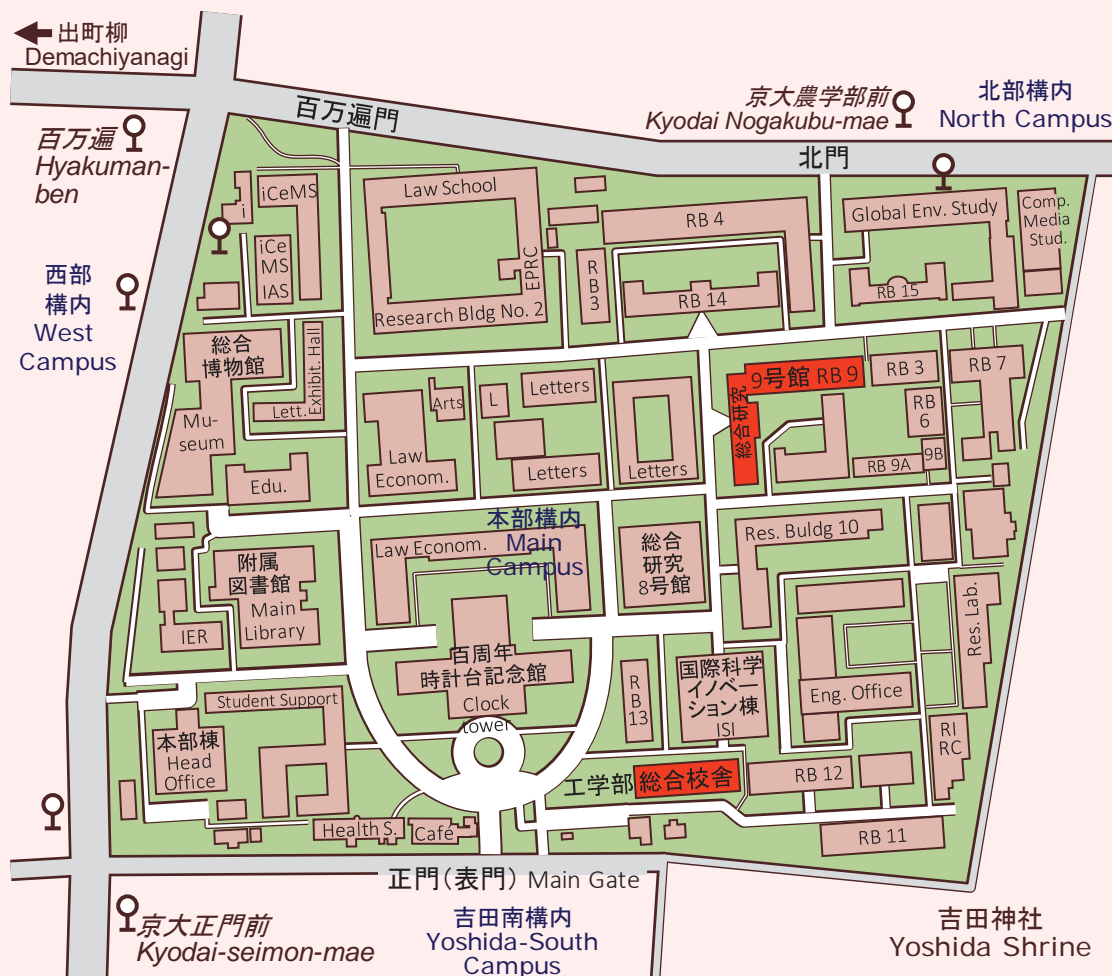 出町柳
Demachiyanagi
百万遍門
京大農学部前
Kyodai Nogakubu-mae
北部構内
North Campus
百万遍
Hyakuman-
ben
北門
iCeMS
i
Law School
RB 4
Global Env. Study
Comp.
Media
Stud.
iCe
MS
IAS
EPRC
R
B
3
西部
構内
West
Campus
RB 14
RB 15
Research Bldg No. 2
総合
博物館
Exhibit. Hall
Lett.
Mu-
seum
Arts
L
Letters
9号館 RB 9
総合研究
RB 3
RB 7
RB
6
Law
Econom.
Letters
Letters
RB 9A
9B
Edu.
本部構内
Main
Campus
Law Econom.
総合
研究
8号館
Res. Buldg 10
附属
図書館
Main
Library
IER
Res. Lab.
百周年
時計台記念館
Clock
tower
R
B
13
国際科学
イノベー
ション棟
ISI
Eng. Office
Student Support
本部棟
Head
Office
RI
RC
工学部 総合校舎
RB 12
Health S.
Café
RB 11
正門(表門) Main Gate
京大正門前
Kyodai-seimon-mae
吉田南構内
Yoshida-South
Campus
吉田神社
Yoshida Shrine